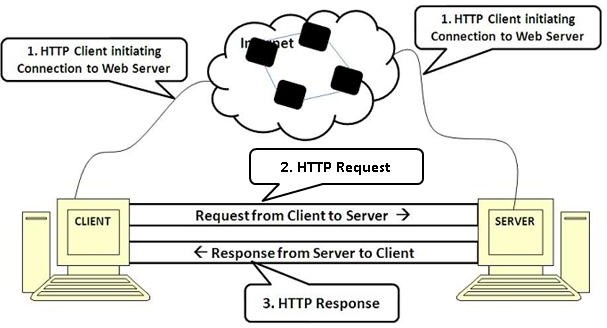 1. HTTP Client initiating
Connection to Web Server
Internet
1. HTTP Client initiating
Connection to Web Server
2. HTTP Request
CLIENT
Request from Client to Server →
SERVER
← Response from Server to Client
3. HTTP Response